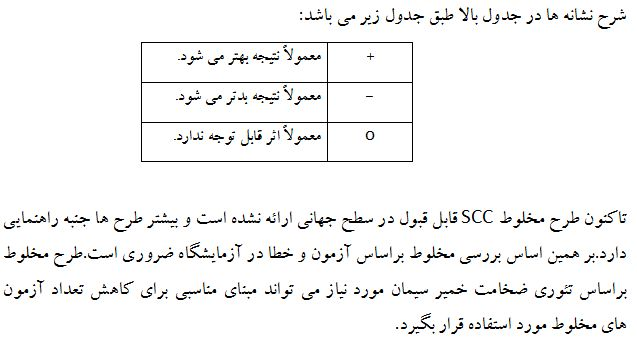 شرح نشانه ها در جدول بالا طبق جدول زیر می باشد:
+ معمولاً نتیجه بهتر می شود.
– معمولاً نتیجه بدتر می شود.
O معمولاً اثر قابل توجه ندارد.
تاکنون طرح مخلوط SCC قابل قبول در سطح جهانی ارائه نشده است و بیشتر طرح ها جنبه راهنمایی
دارد.بر همین اساس بررسی مخلوط براساس آزمون و خطا در آزمایشگاه ضروری است.طرح مخلوط
براساس تئوری ضخامت خمیر سیمان مورد نیاز می تواند مبنای مناسبی برای کاهش تعداد آزمون
های مخلوط مورد استفاده قرار بگیرد.